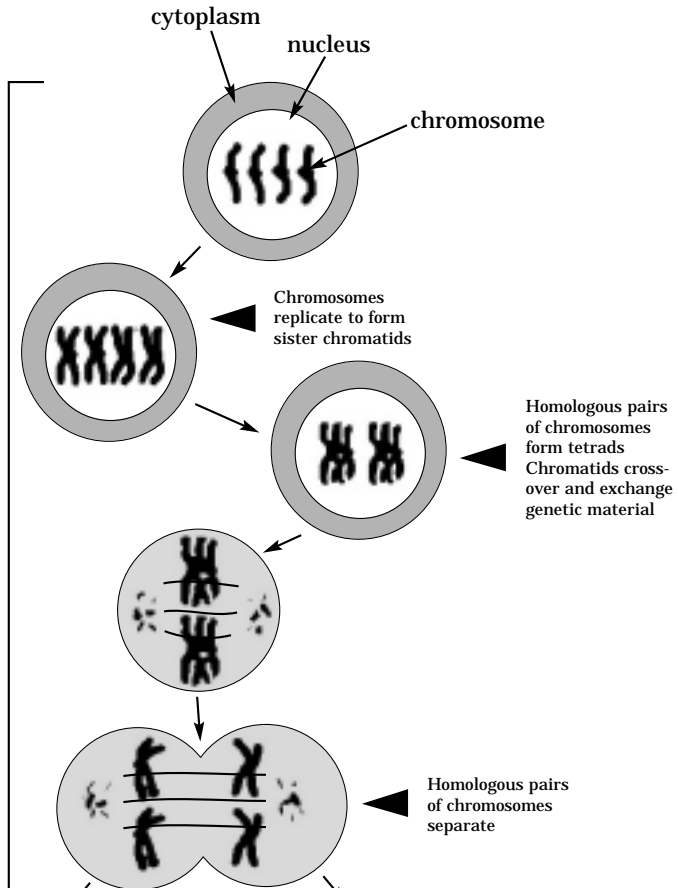 cytoplasm
nucleus
chromosome
Chromosomes
replicate to form
sister chromatids
Homologous pairs
of chromosomes
form tetrads
Chromatids cross-
over and exchange
genetic material
Homologous pairs
of chromosomes
separate